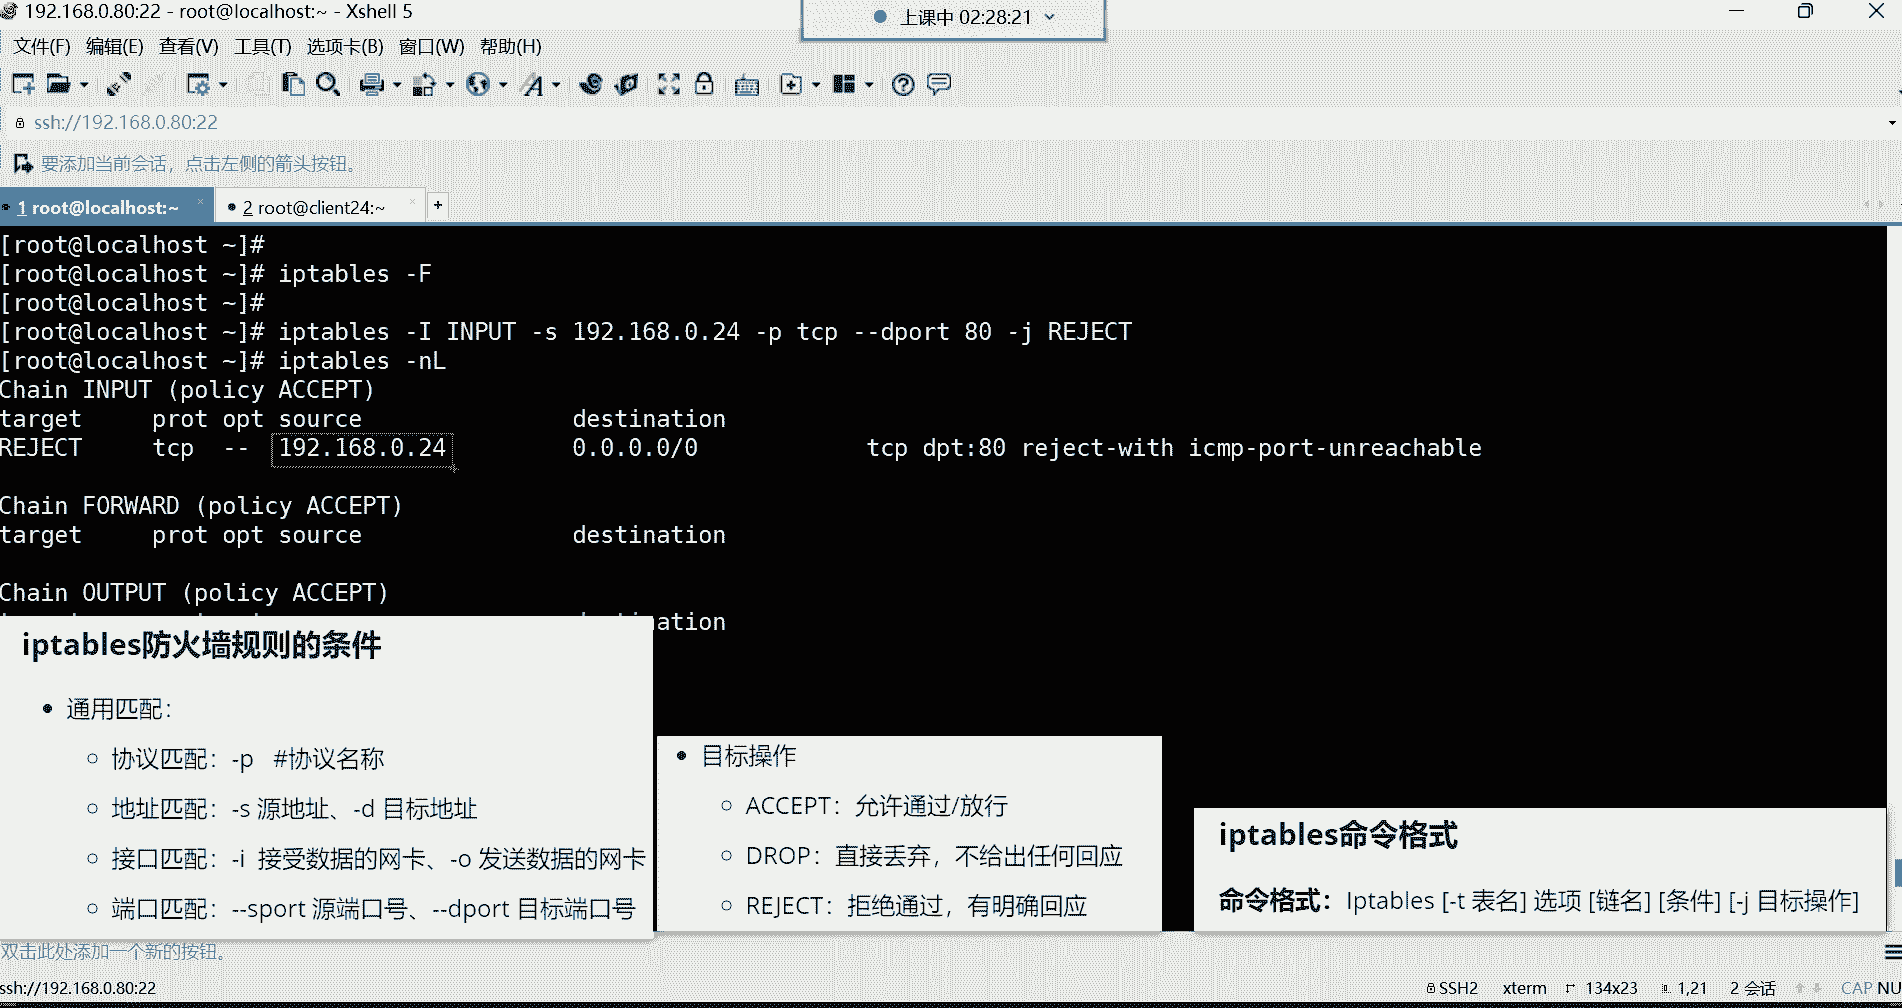 192.168.0.80:22 - root@localhost:~ - Xshell 5
上课中 02:28:21
文件(F) 编辑(E) 查看(V) 工具(T) 选项卡(B) 窗口(W) 帮助(H)
ssh://192.168.0.80:22
要添加当前会话，点击左侧的箭头按钮。
1 root@localhost:~ × 2 root@client24:~ × +
[root@localhost ~]#
[root@localhost ~]# iptables -F
[root@localhost ~]#
[root@localhost ~]# iptables -I INPUT -s 192.168.0.24 -p tcp --dport 80 -j REJECT
[root@localhost ~]# iptables -nL
Chain INPUT (policy ACCEPT)
target prot opt source destination
REJECT tcp -- 192.168.0.24 0.0.0.0/0 tcp dpt:80 reject-with icmp-port-unreachable
Chain FORWARD (policy ACCEPT)
target prot opt source destination
Chain OUTPUT (policy ACCEPT)
iptables防火墙规则的条件
通用匹配：
协议匹配：-p #协议名称
地址匹配：-s 源地址、-d 目标地址
接口匹配：-i 接受数据的网卡、-o 发送数据的网卡
端口匹配：--sport 源端口号、--dport 目标端口号
目标操作
ACCEPT：允许通过/放行
DROP：直接丢弃，不给出任何回应
REJECT：拒绝通过，有明确回应
iptables命令格式
命令格式：Iptables [-t 表名] 选项 [链名] [条件] [-j 目标操作]
双击此处添加一个新的按钮。
ssh://192.168.0.80:22 SSH2 xterm 134x23 1,21 2 会话 CAP NU